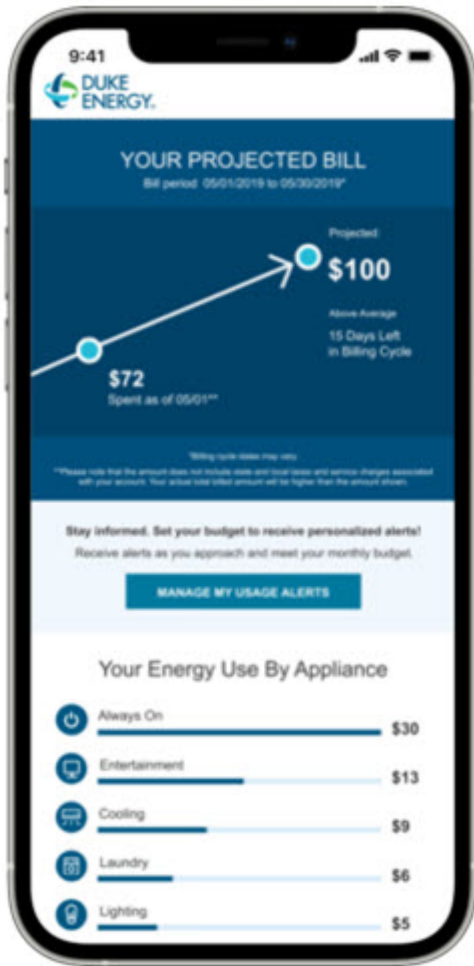 9:41
DUKE
ENERGY.
YOUR PROJECTED BILL
Bill period 05/01/2019 to 05/30/2019*
Projected:
$100
Above Average
15 Days Left
in Billing Cycle
$72
Spent as of 05/01**
*Billing cycle dates may vary.
**Please note that the amount does not include state and local taxes and service charges associated
with your account. Your actual total billed amount will be higher than the amount shown.
Stay informed. Set your budget to receive personalized alerts!
Receive alerts as you approach and meet your monthly budget.
MANAGE MY USAGE ALERTS
Your Energy Use By Appliance
Always On
$30
Entertainment
$13
Cooling
$9
Laundry
$6
Lighting
$5